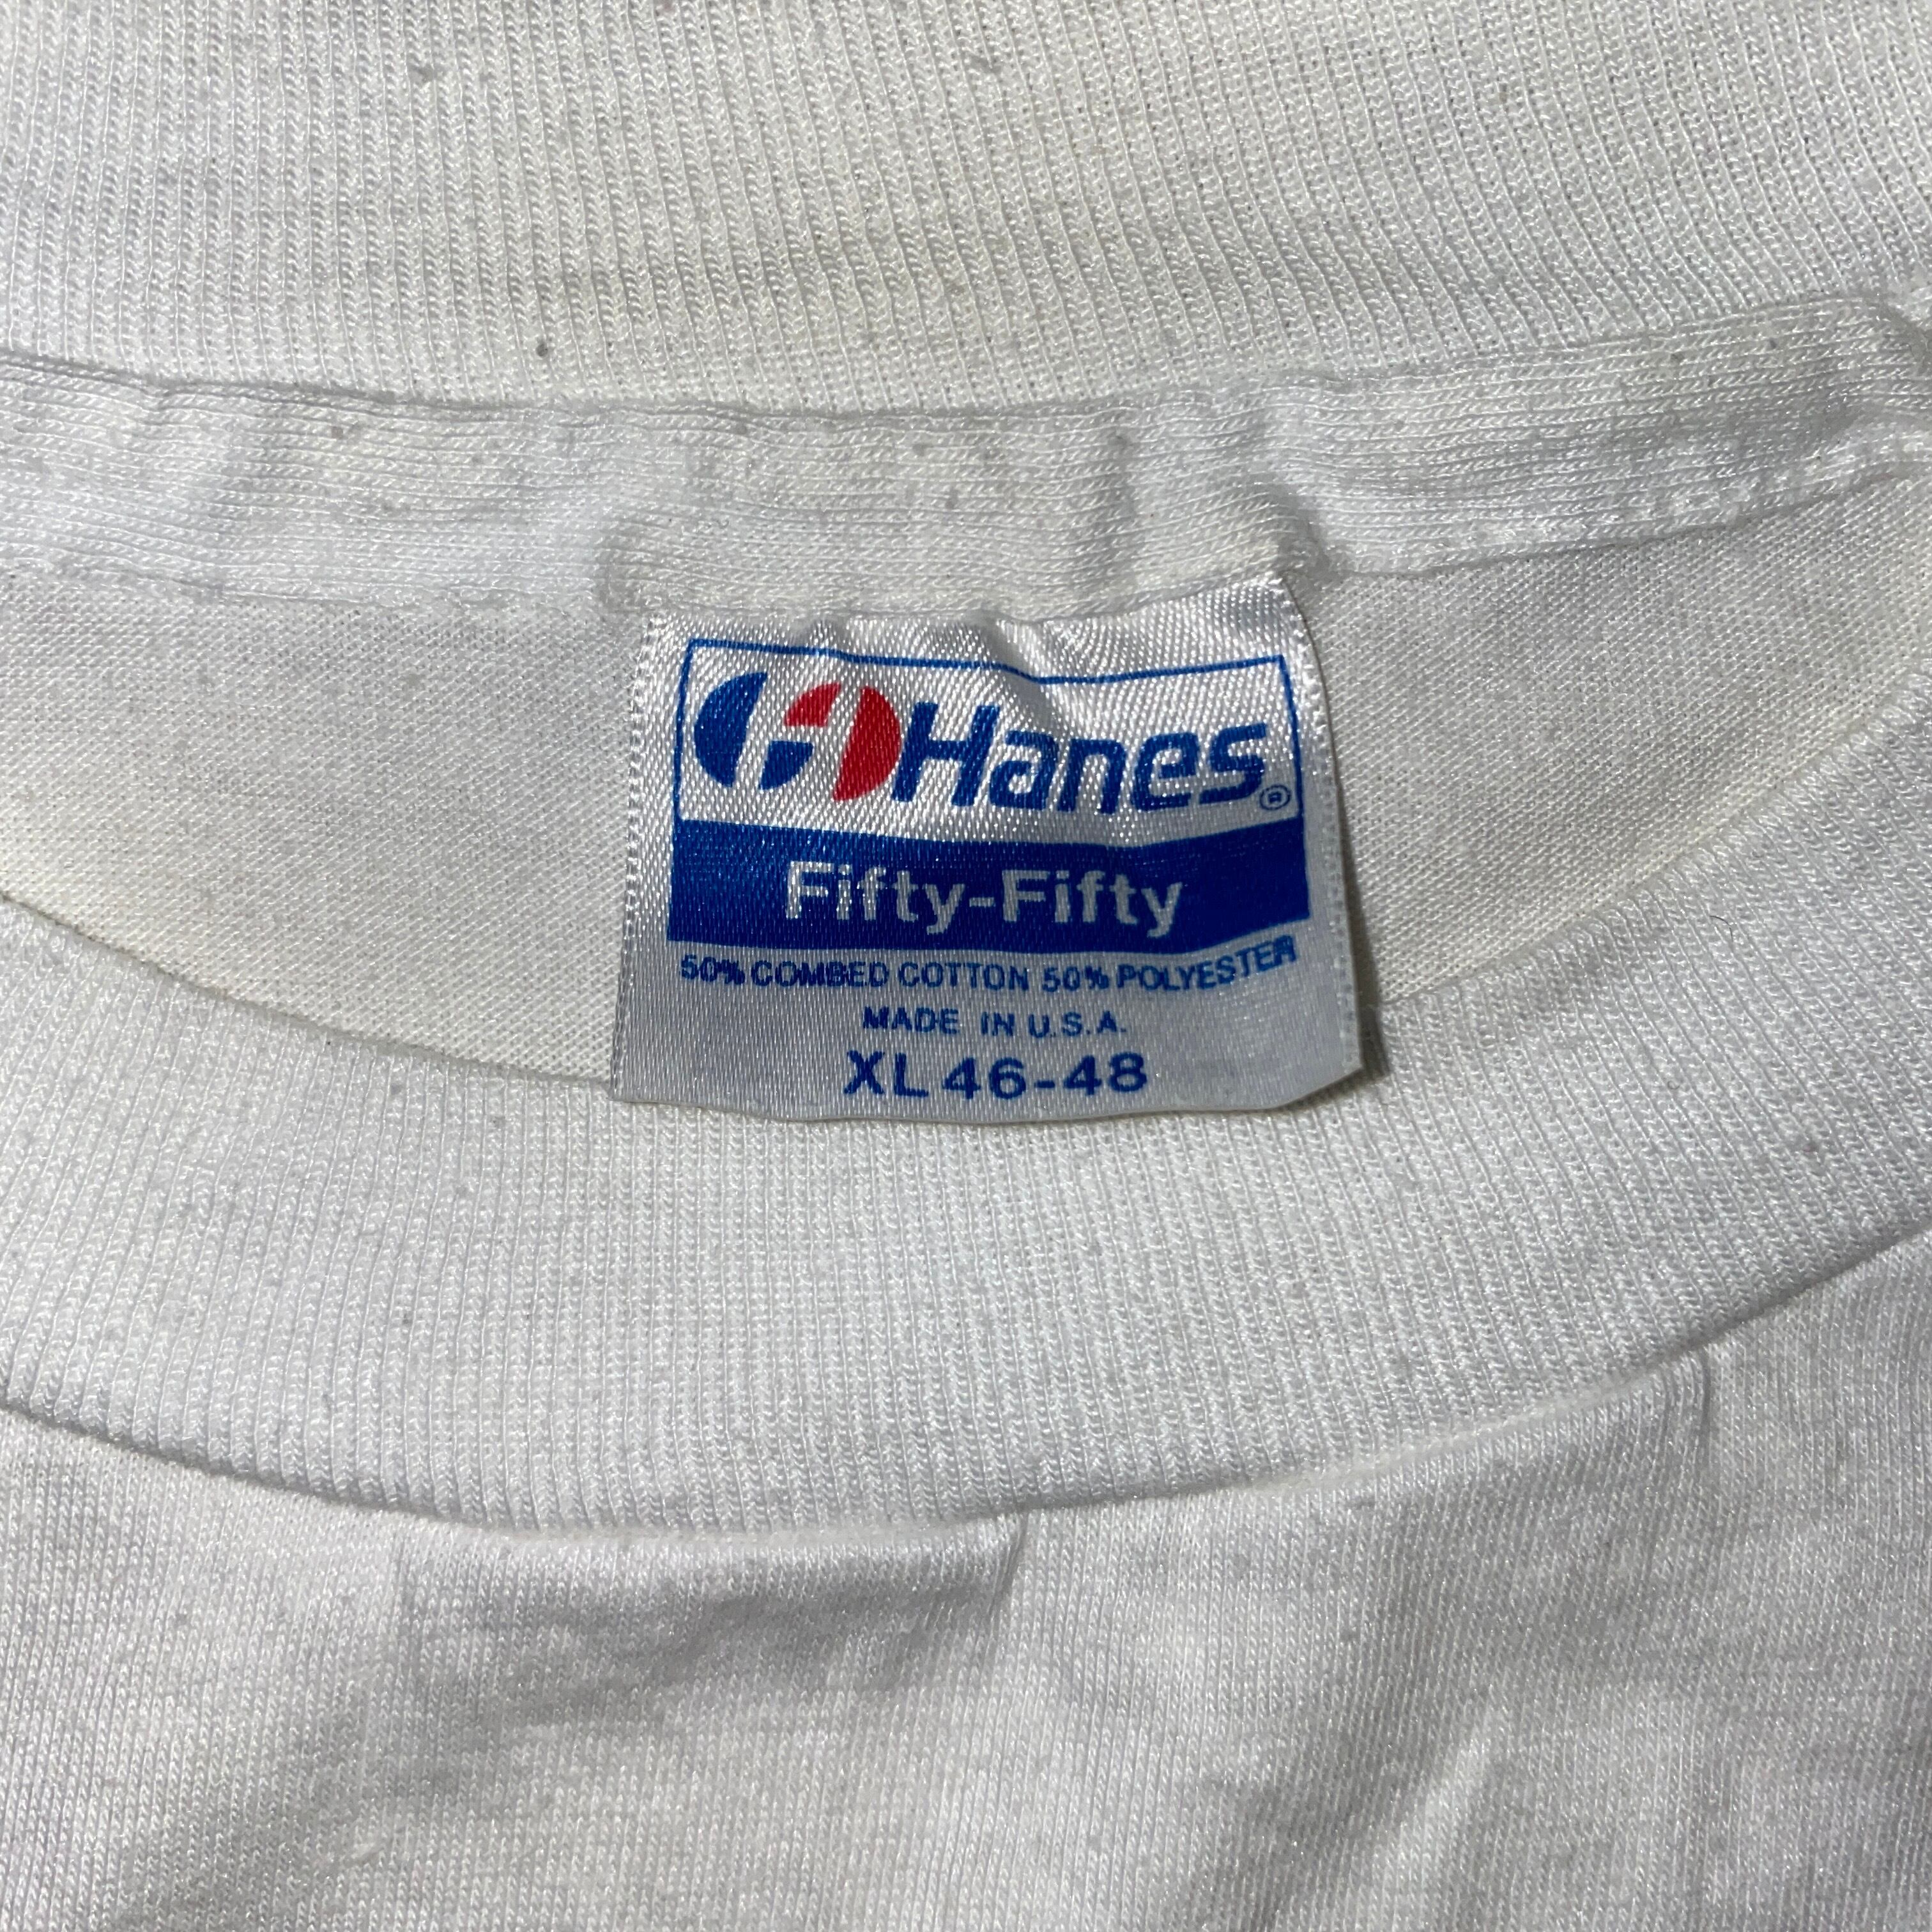 Hanes®
Fifty-Fifty
50% COMBED COTTON 50% POLYESTER
MADE IN U.S.A.
XL 46-48